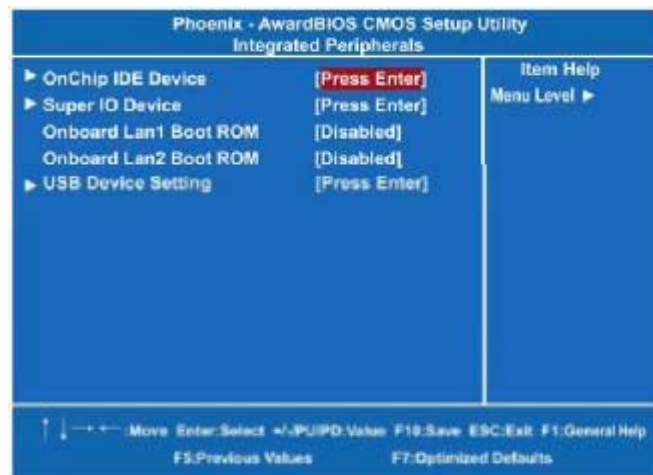 Phoenix - AwardBIOS CMOS Setup Utility
Integrated Peripherals
▶ OnChip IDE Device [Press Enter]
▶ Super IO Device [Press Enter]
Onboard Lan1 Boot ROM [Disabled]
Onboard Lan2 Boot ROM [Disabled]
▶ USB Device Setting [Press Enter]
Item Help
Menu Level ▶
↑ ↓ → ← :Move Enter:Select +/-/PU/PD:Value F10:Save ESC:Exit F1:General Help
F5:Previous Values F7:Optimized Defaults